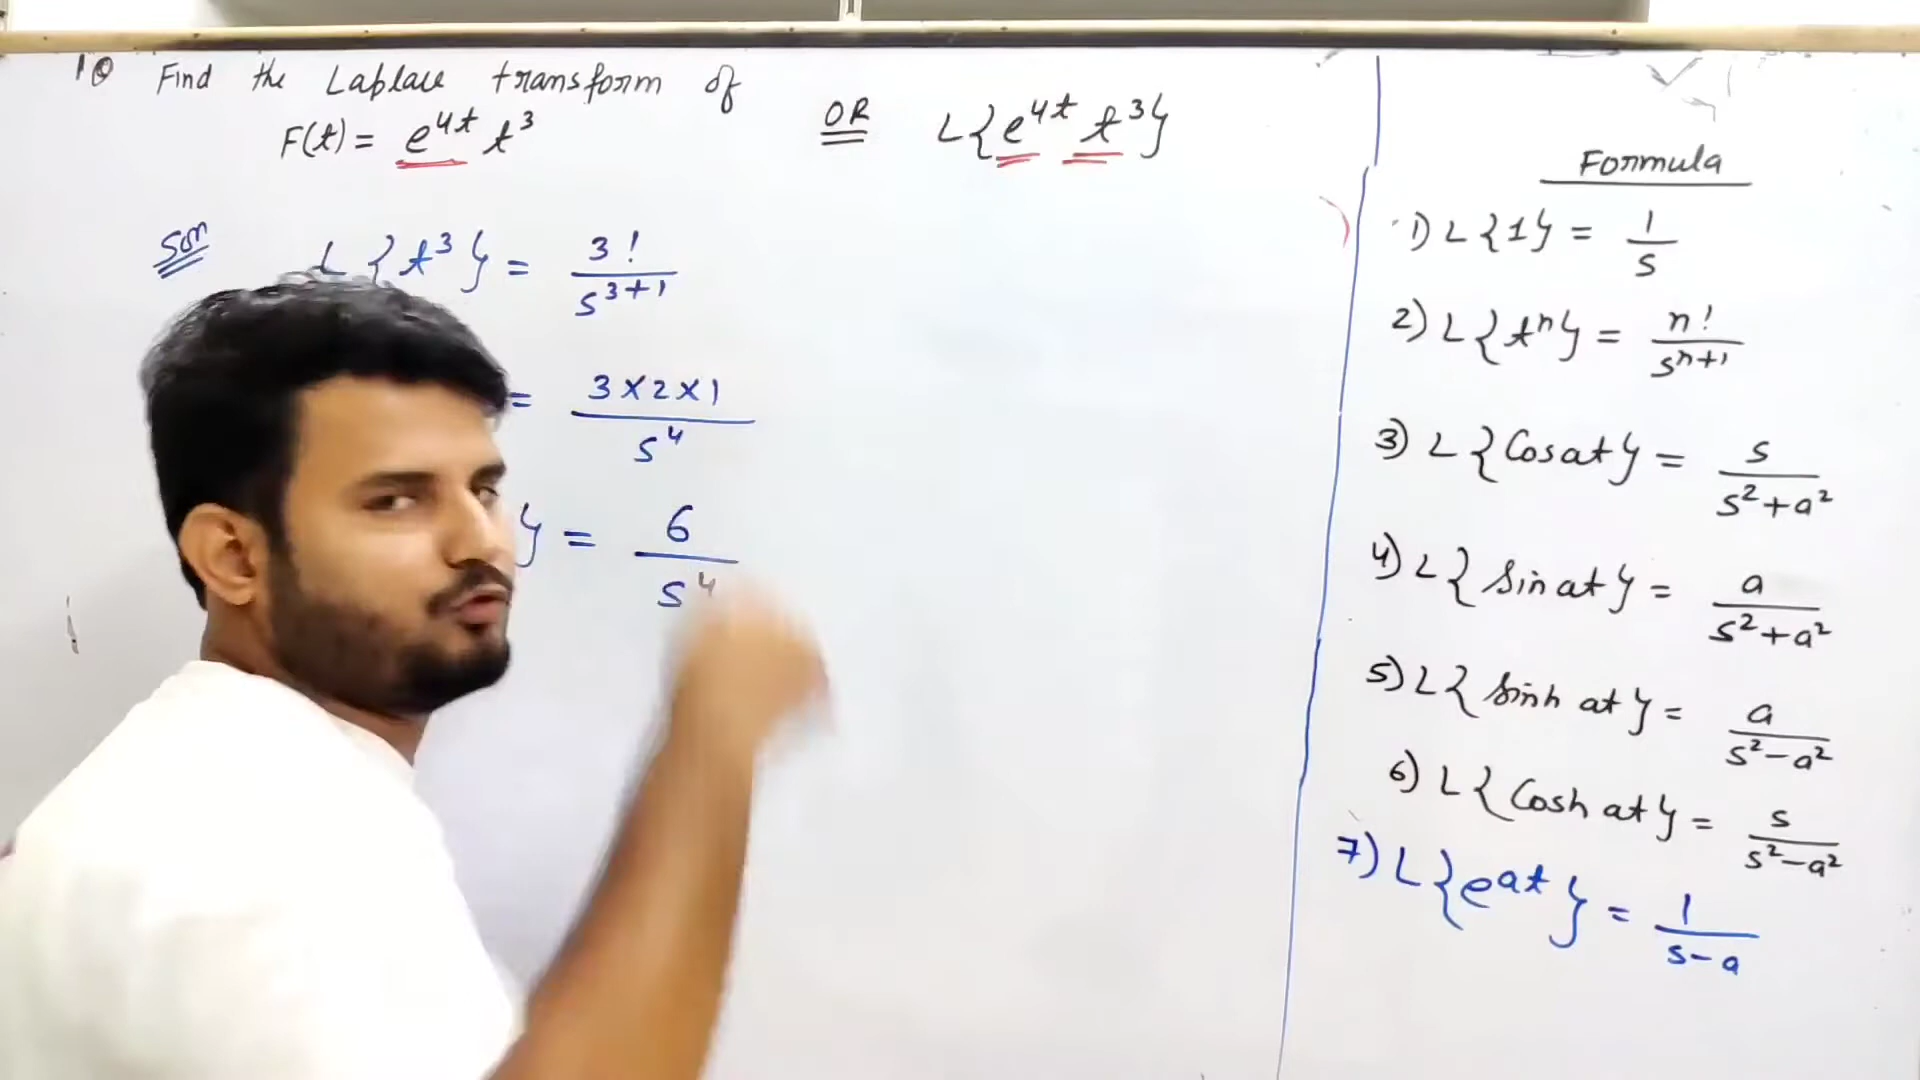 1Q Find the Laplace transform of
F(t) = e^{4t} t^3 OR L{e^{4t} t^3}
Soln L{t^3} = 3! / s^{3+1}
= 3×2×1 / s^4
} = 6 / s^4
Formula
1) L{1} = 1 / s
2) L{t^n} = n! / s^{n+1}
3) L{Cos at} = s / s^2+a^2
4) L{sin at} = a / s^2+a^2
5) L{sinh at} = a / s^2-a^2
6) L{Cosh at} = s / s^2-a^2
7) L{e^{at}} = 1 / s-a